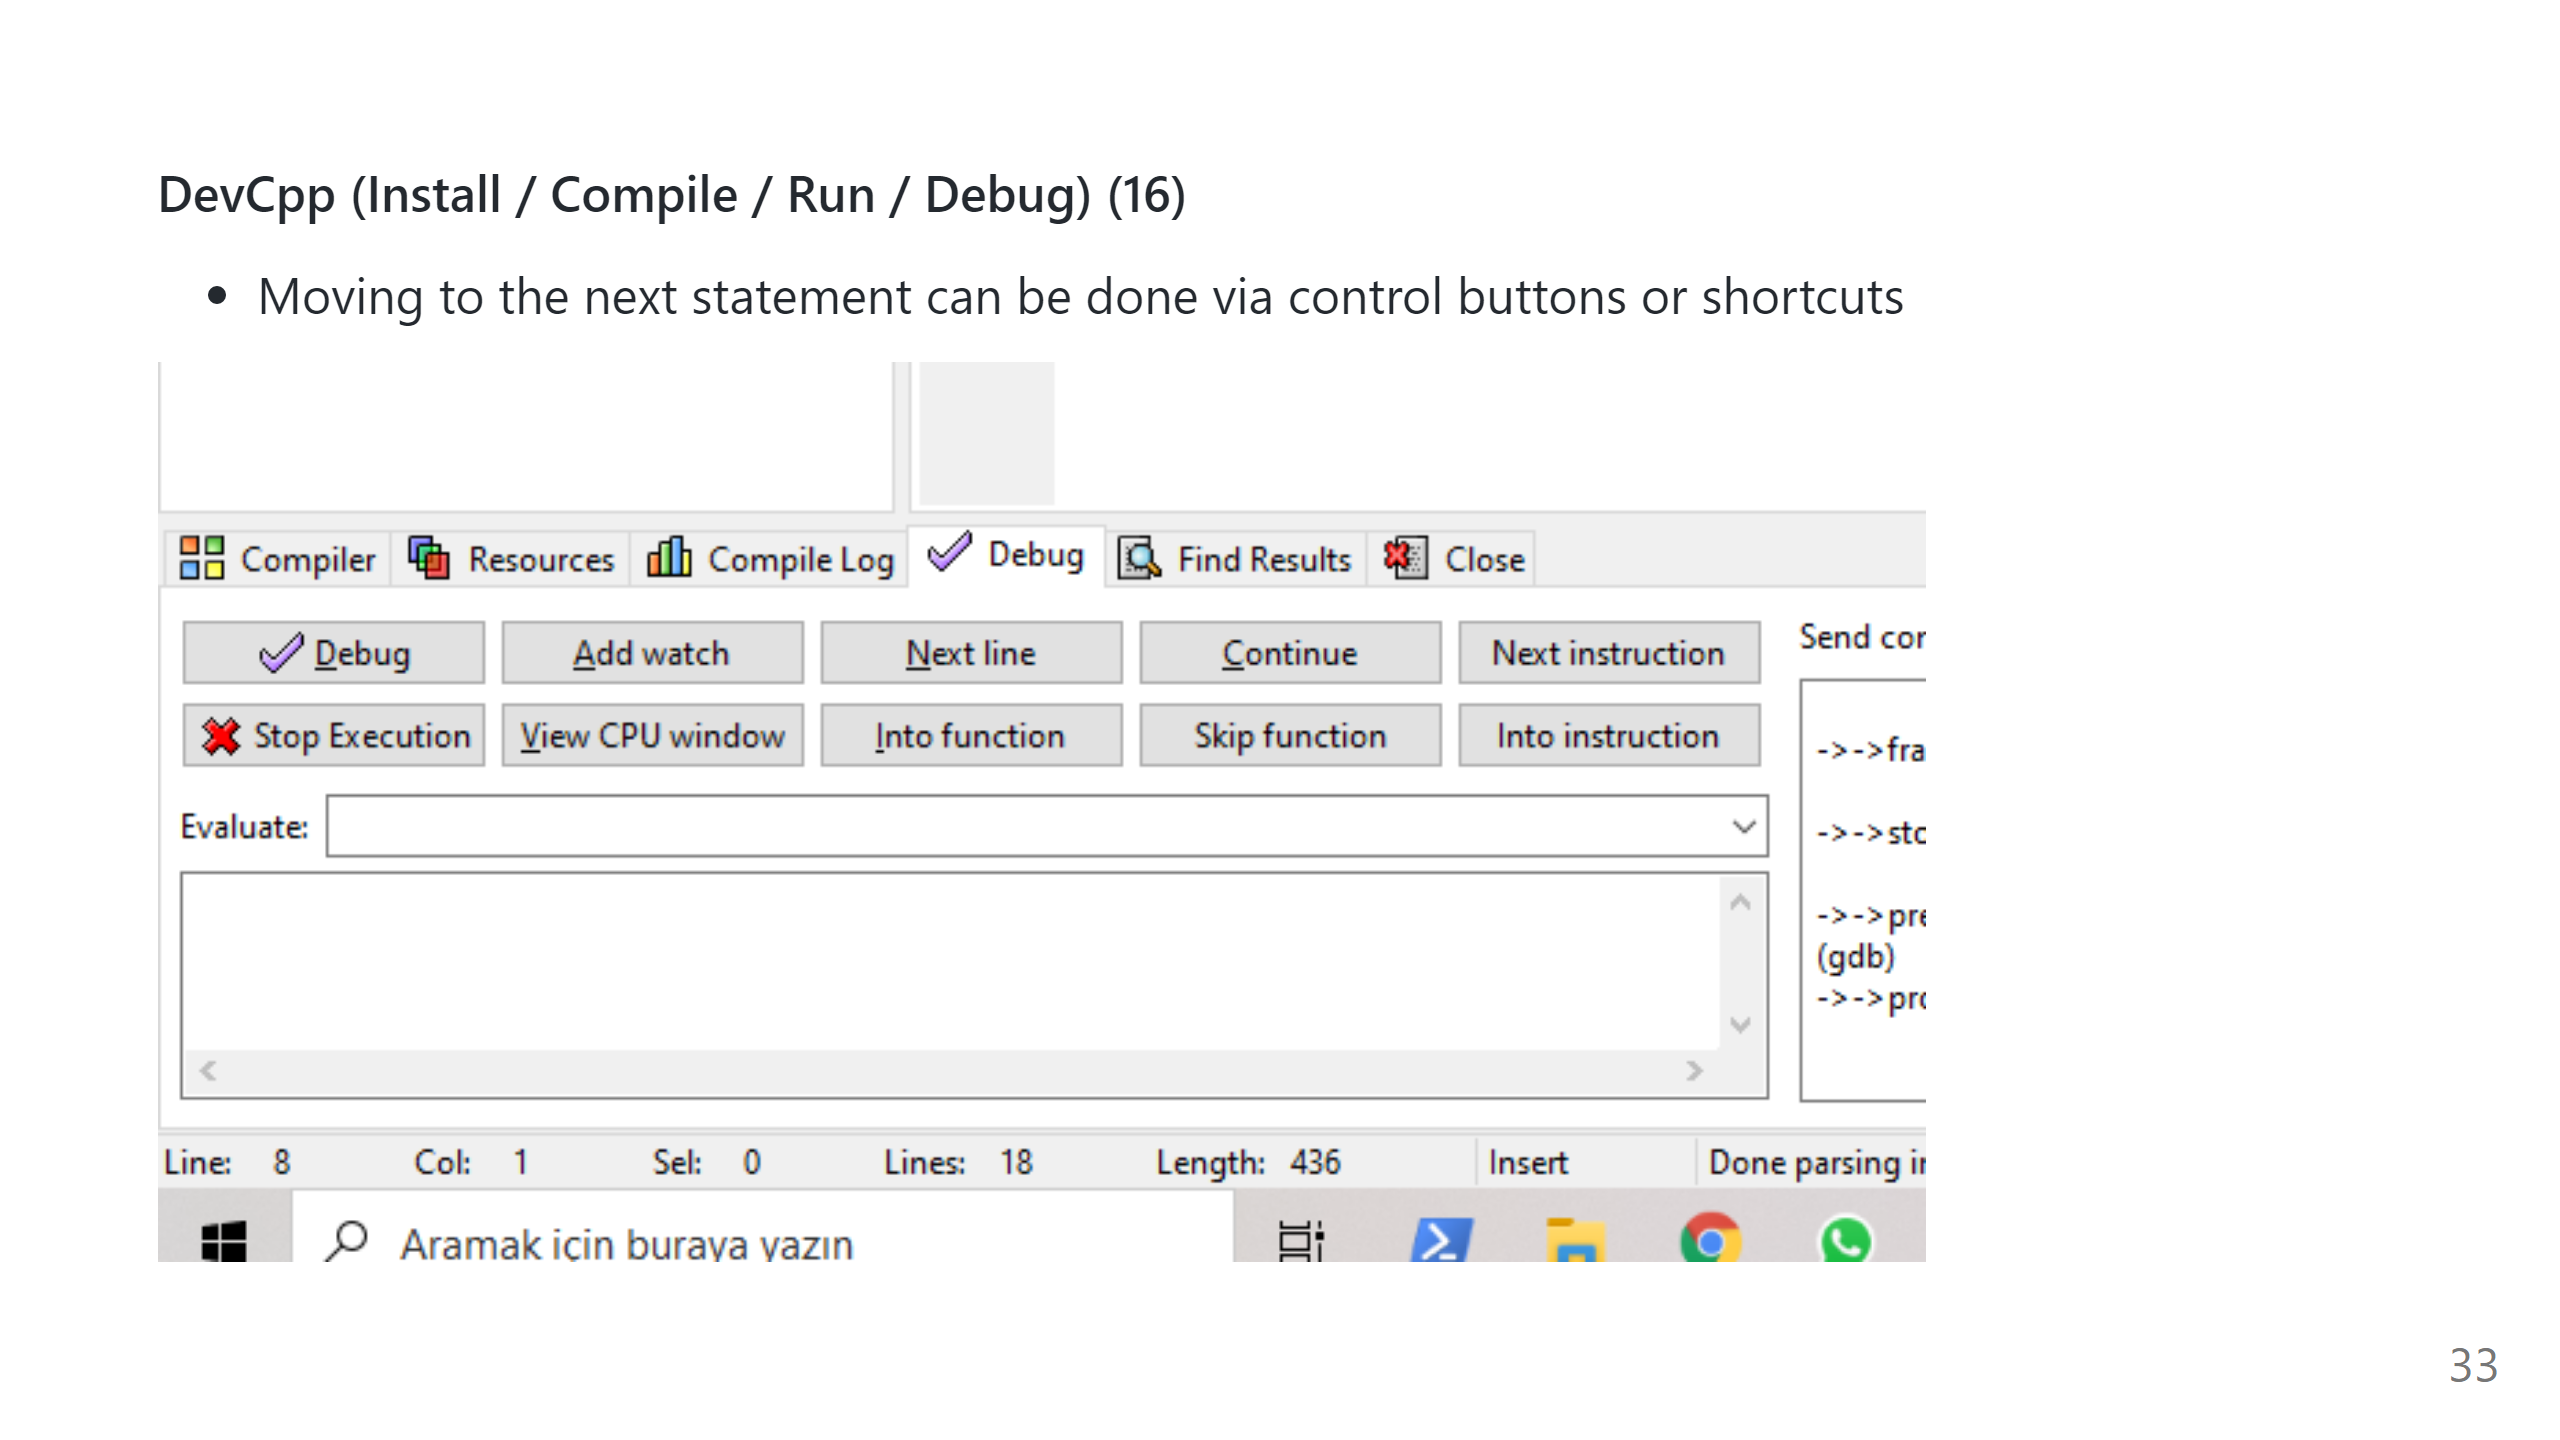 DevCpp (Install / Compile / Run / Debug) (16)
• Moving to the next statement can be done via control buttons or shortcuts
Compiler Resources Compile Log Debug Find Results Close
Debug Add watch Next line Continue Next instruction
Stop Execution View CPU window Into function Skip function Into instruction
Evaluate:
Send
->->
->->
->->
(gdb)
->->
Line: 8 Col: 1 Sel: 0 Lines: 18 Length: 436 Insert Done parsing
Aramak için buraya yazın
33